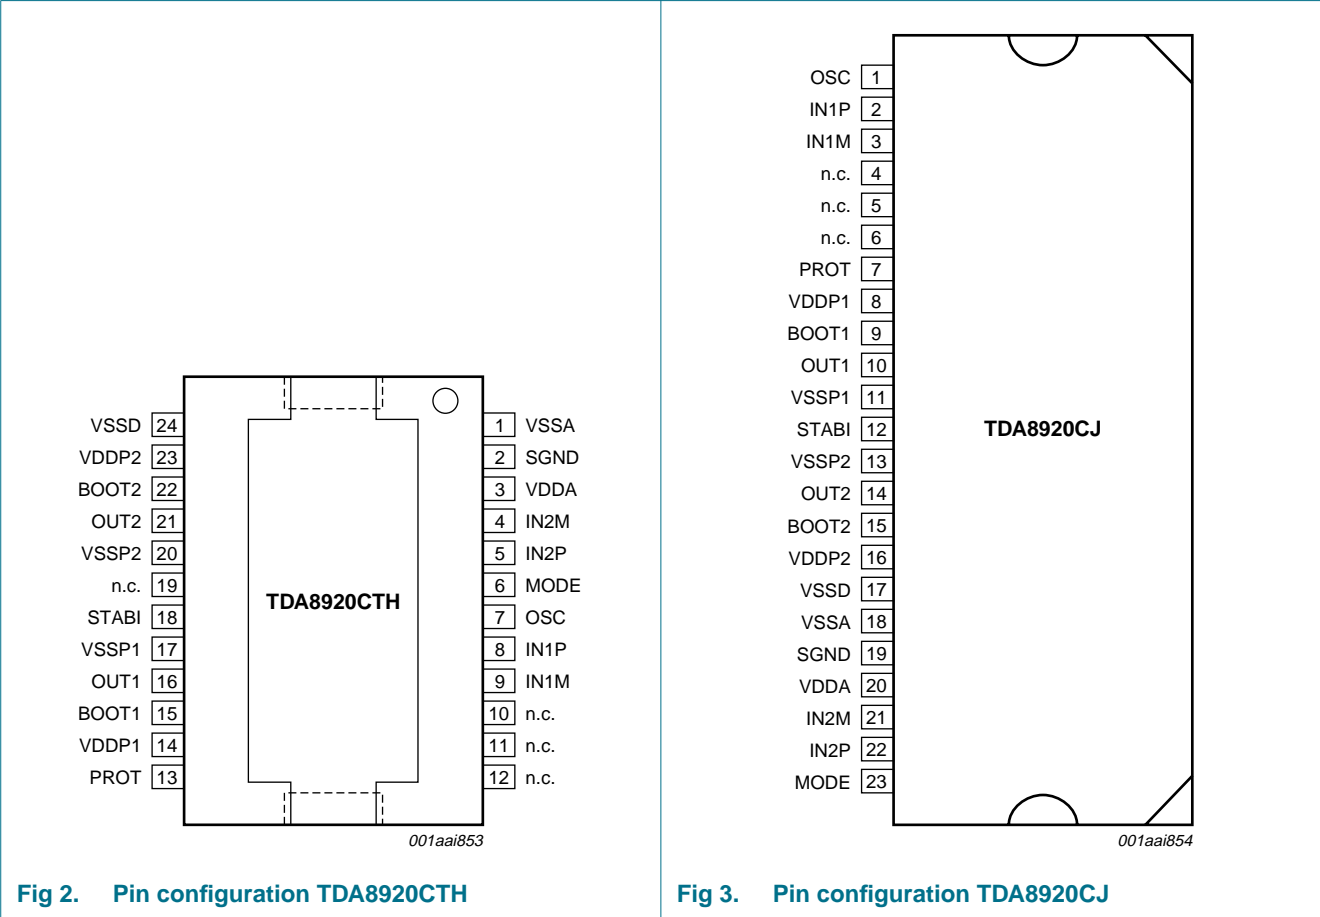 VSSD 24
VDDP2 23
BOOT2 22
OUT2 21
VSSP2 20
n.c. 19
STABI 18
VSSP1 17
OUT1 16
BOOT1 15
VDDP1 14
PROT 13
TDA8920CTH
1 VSSA
2 SGND
3 VDDA
4 IN2M
5 IN2P
6 MODE
7 OSC
8 IN1P
9 IN1M
10 n.c.
11 n.c.
12 n.c.
001aai853
Fig 2. Pin configuration TDA8920CTH
OSC 1
IN1P 2
IN1M 3
n.c. 4
n.c. 5
n.c. 6
PROT 7
VDDP1 8
BOOT1 9
OUT1 10
VSSP1 11
STABI 12
VSSP2 13
OUT2 14
BOOT2 15
VDDP2 16
VSSD 17
VSSA 18
SGND 19
VDDA 20
IN2M 21
IN2P 22
MODE 23
TDA8920CJ
001aai854
Fig 3. Pin configuration TDA8920CJ